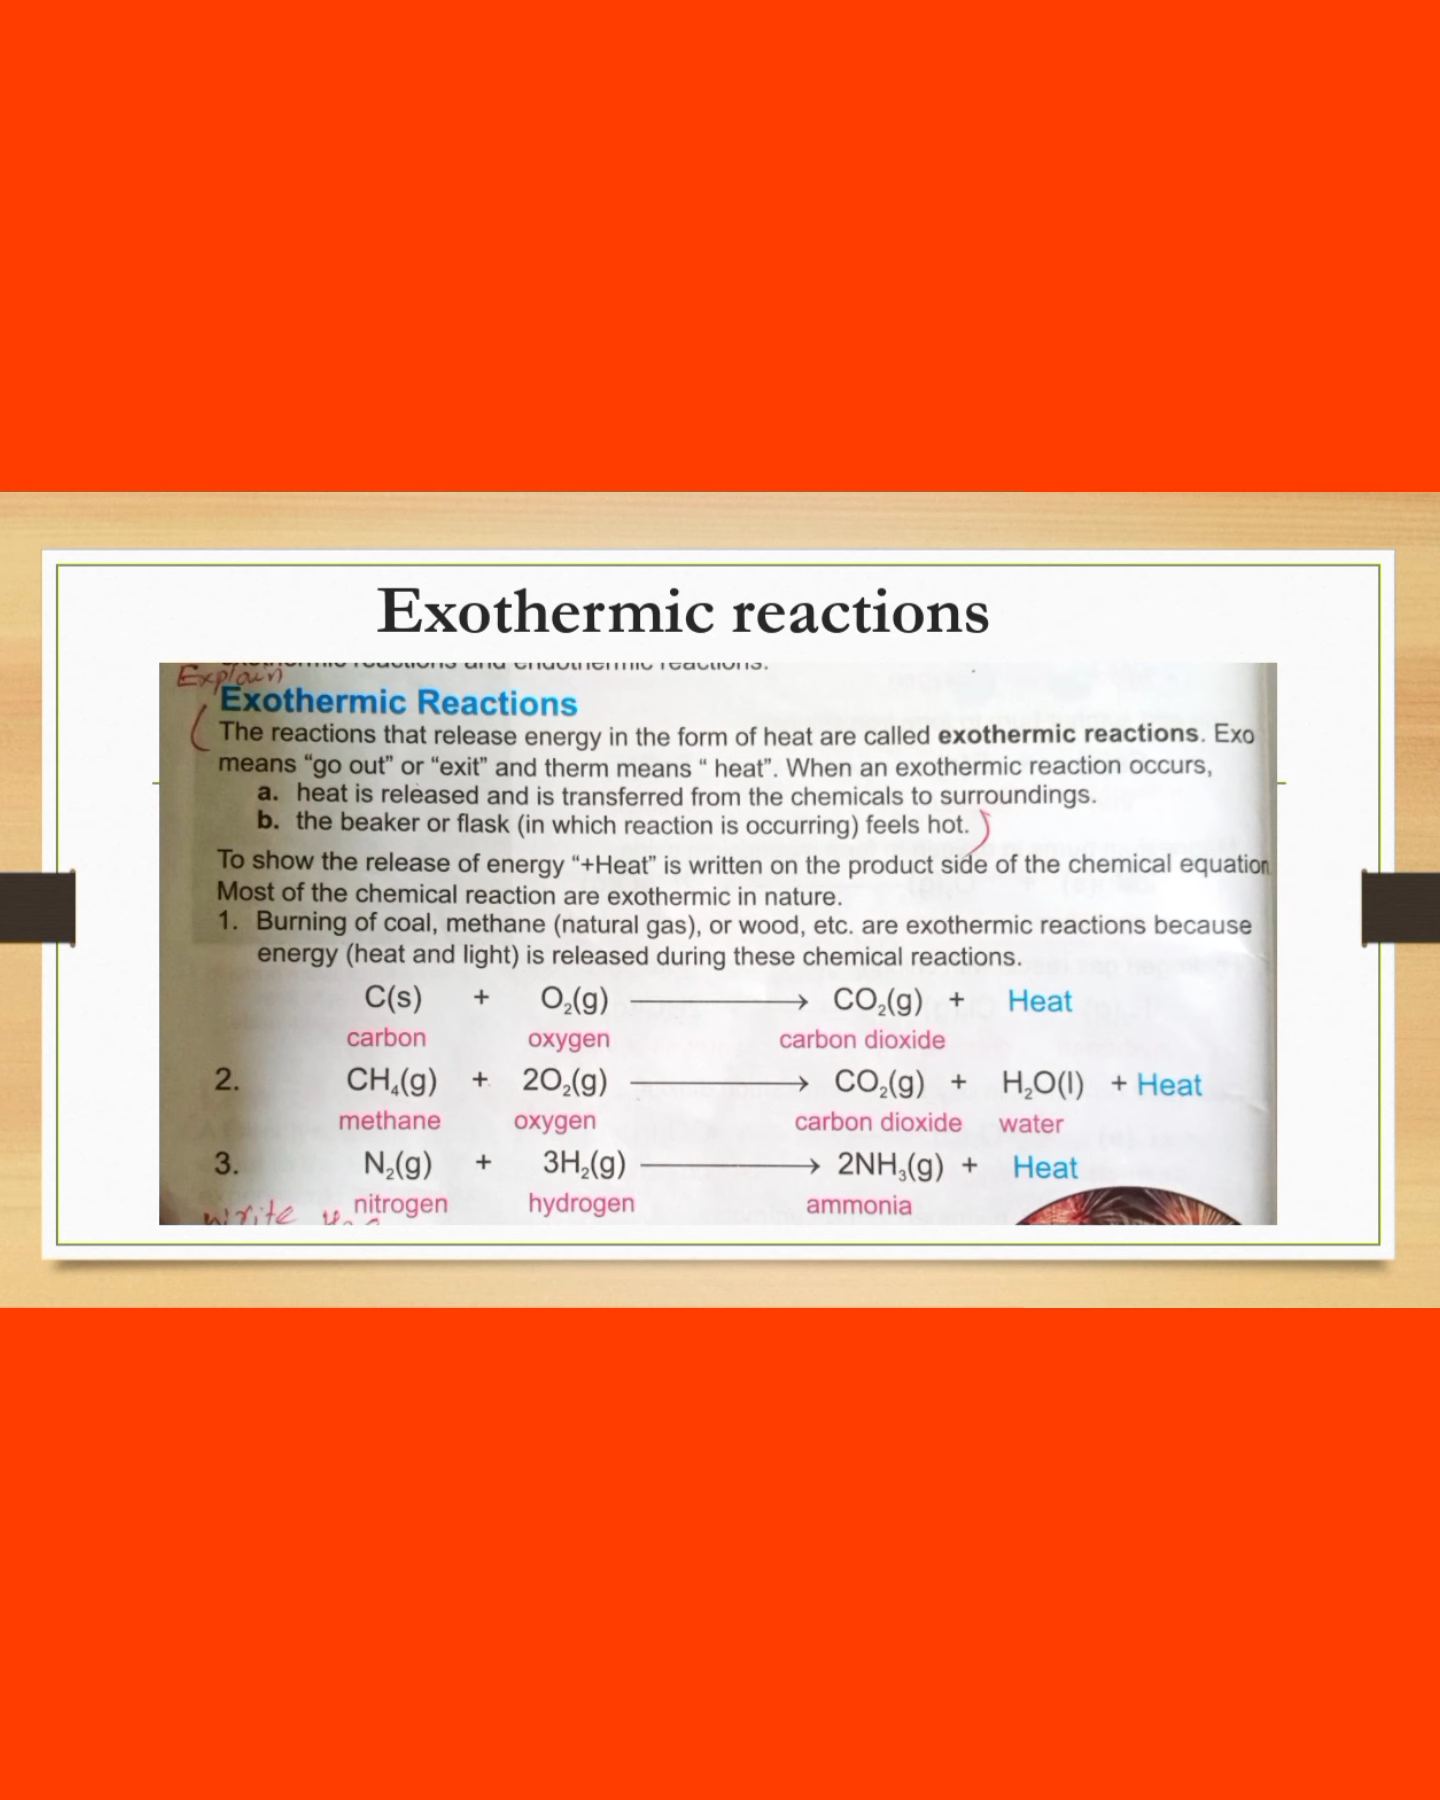 Exothermic reactions
exothermic reactions and endothermic reactions.
Explain
Exothermic Reactions
The reactions that release energy in the form of heat are called exothermic reactions. Exo
means “go out” or “exit” and therm means “ heat”. When an exothermic reaction occurs,
a. heat is released and is transferred from the chemicals to surroundings.
b. the beaker or flask (in which reaction is occurring) feels hot.
To show the release of energy “+Heat” is written on the product side of the chemical equation
Most of the chemical reaction are exothermic in nature.
1. Burning of coal, methane (natural gas), or wood, etc. are exothermic reactions because
energy (heat and light) is released during these chemical reactions.
C(s) + O₂(g) ⟶ CO₂(g) + Heat
carbon oxygen carbon dioxide
2. CH₄(g) + 2O₂(g) ⟶ CO₂(g) + H₂O(l) + Heat
methane oxygen carbon dioxide water
3. N₂(g) + 3H₂(g) ⟶ 2NH₃(g) + Heat
nitrogen hydrogen ammonia
write